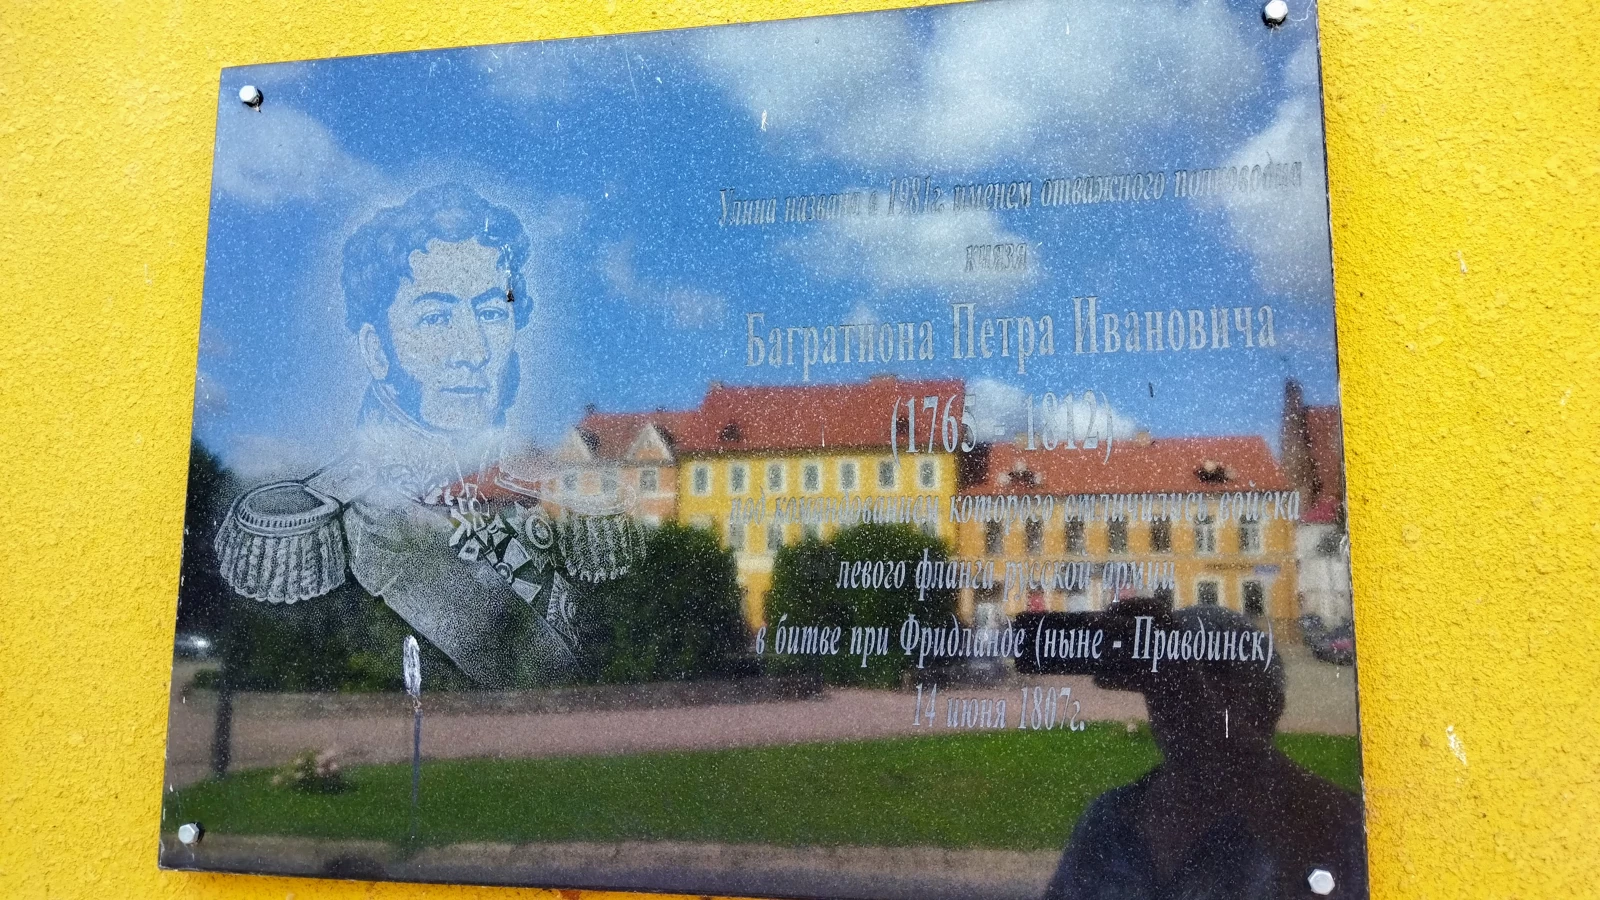 Улица названа в 1981г. именем отважного полководца
князя
Багратиона Петра Ивановича
(1765 - 1812)
под командованием которого отличились войска
левого фланга русской армии
в битве при Фридланде (ныне - Правдинск)
14 июня 1807г.